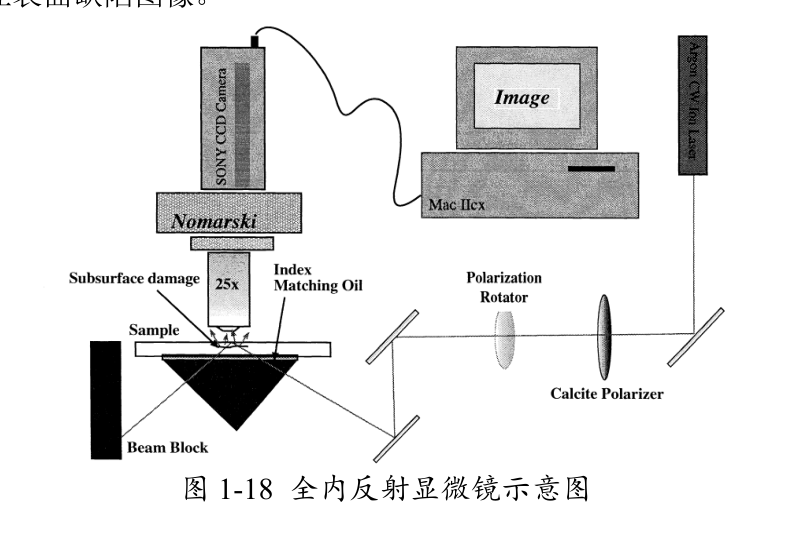 在表面缺陷图像。
SONY CCD Camera
Image
Argon CW Ion Laser
Mac IIcx
Nomarski
25x
Subsurface damage
Index
Matching Oil
Sample
Polarization
Rotator
Calcite Polarizer
Beam Block
图 1-18 全内反射显微镜示意图